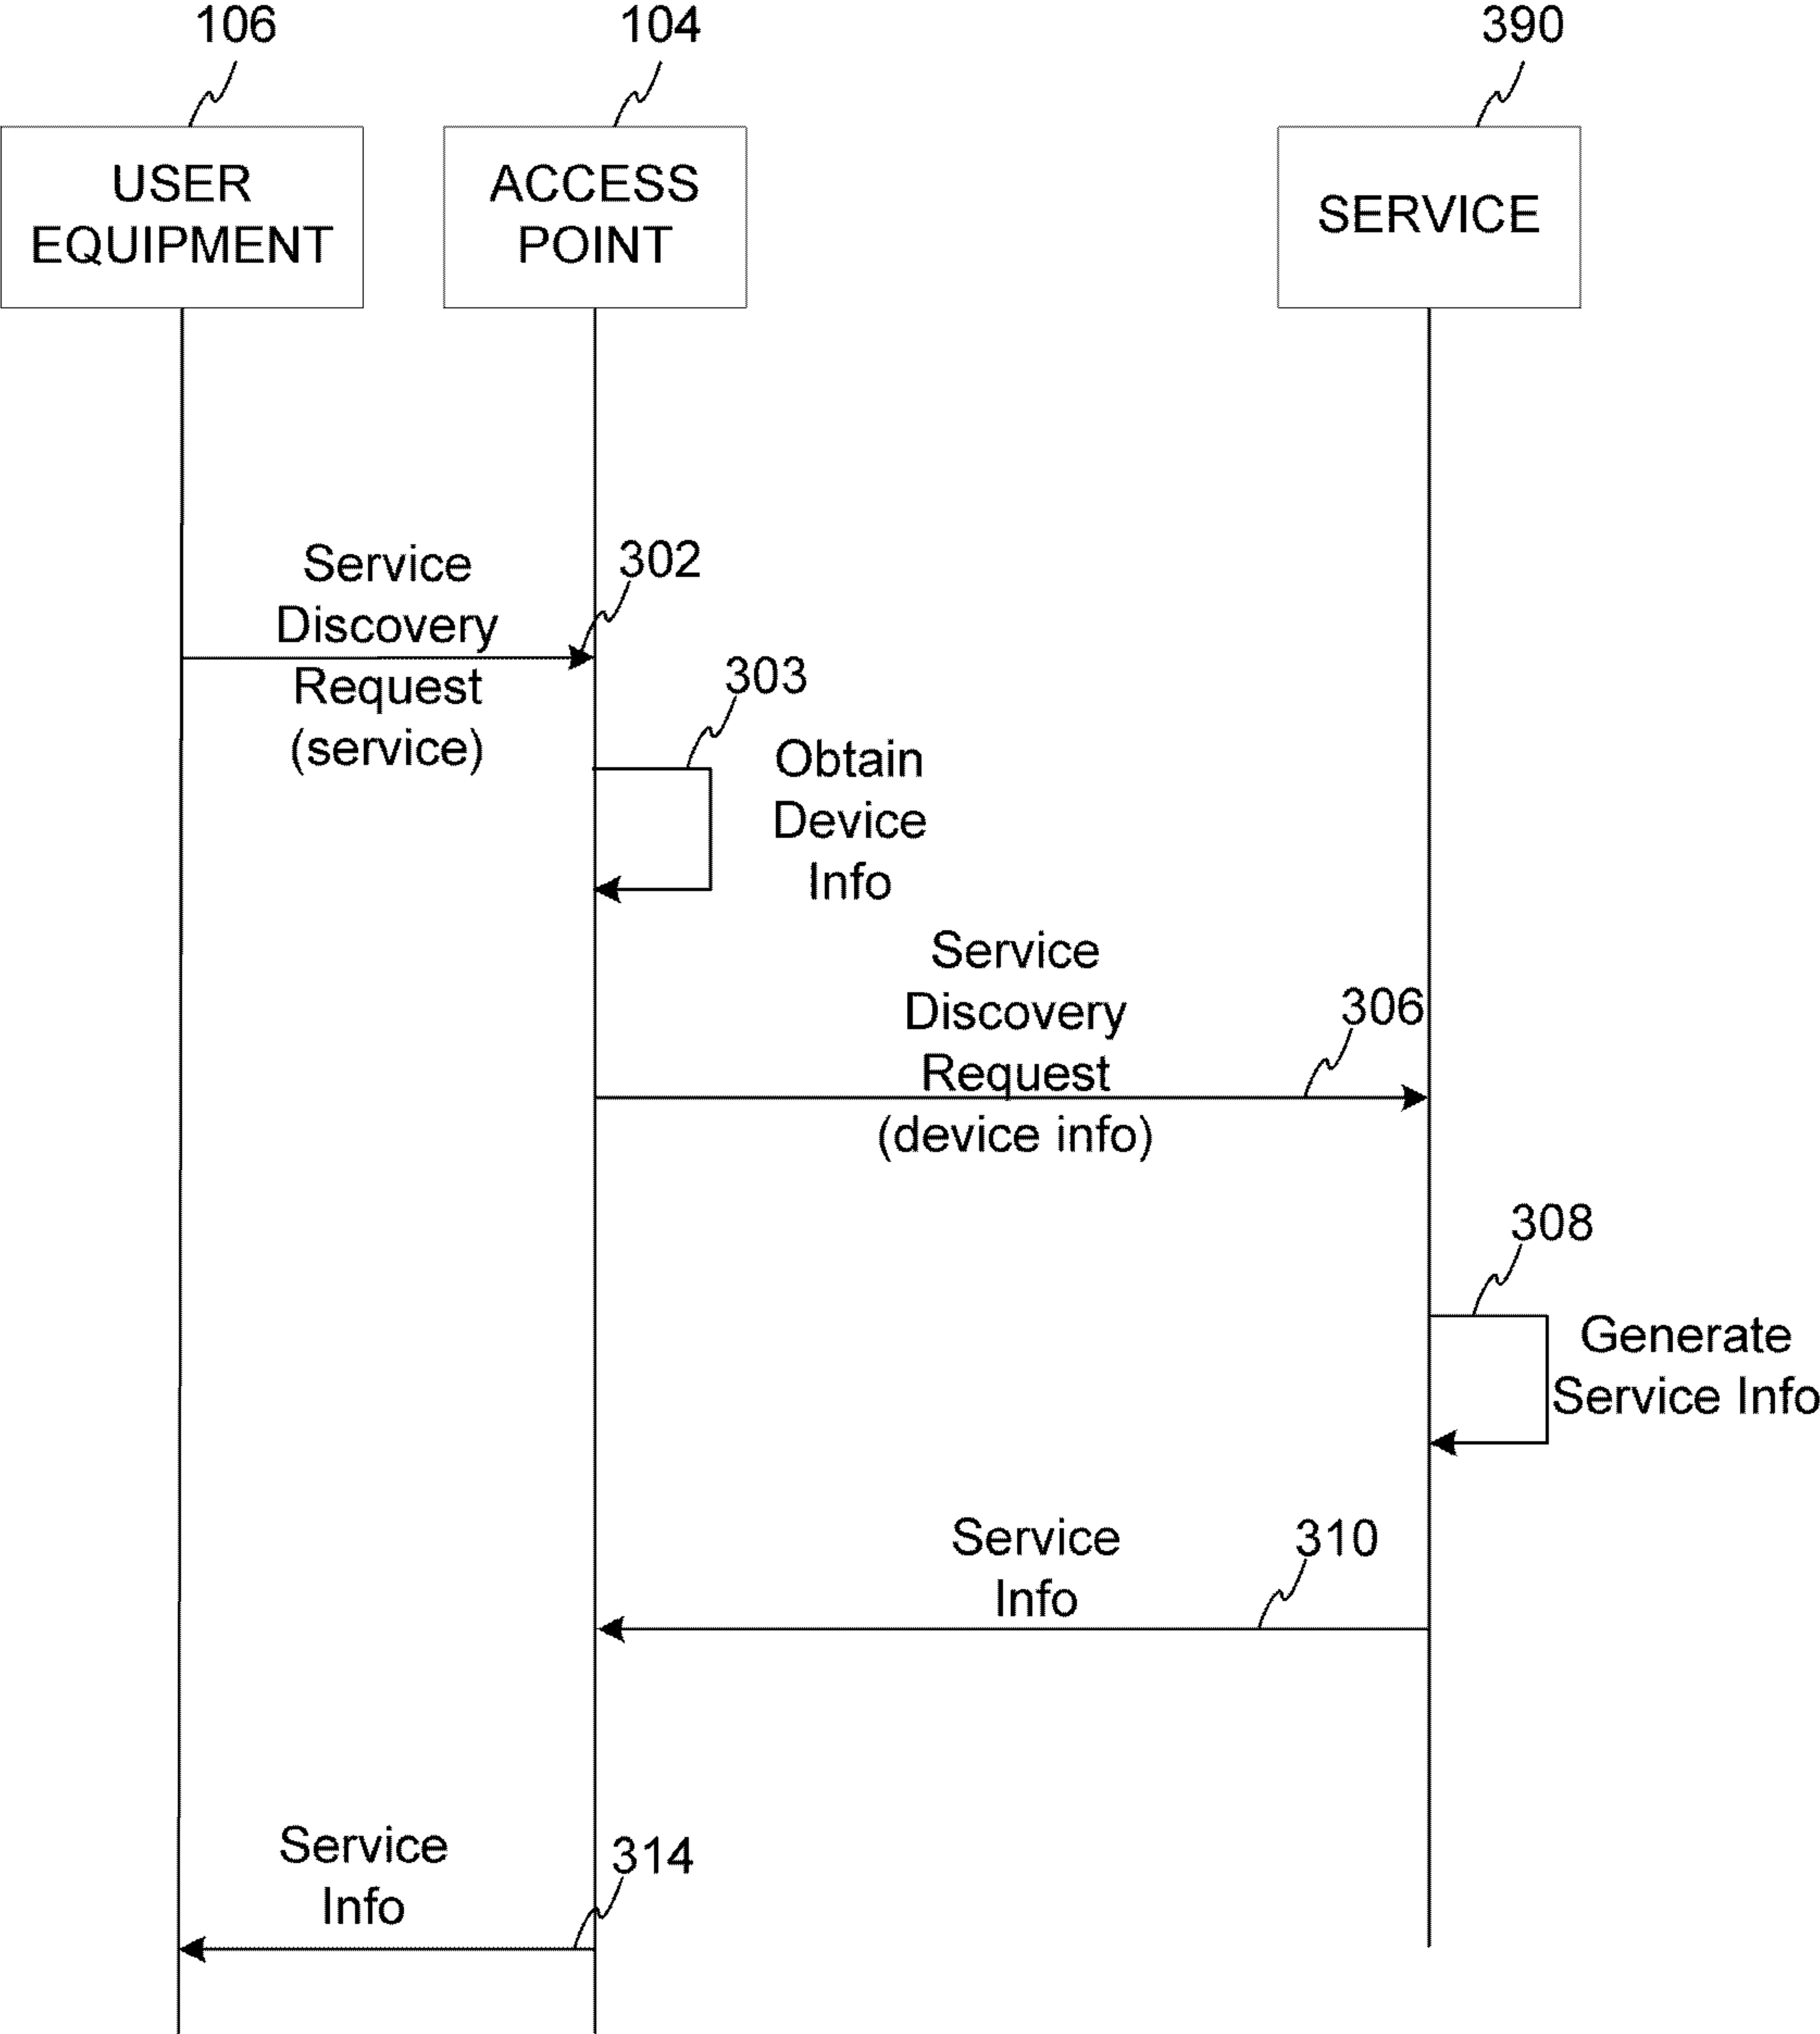 106
104
390
USER
EQUIPMENT
ACCESS
POINT
SERVICE
Service
Discovery
Request
(service)
302
303
Obtain
Device
Info
Service
Discovery
Request
(device info)
306
308
Generate
Service Info
Service
Info
310
Service
Info
314